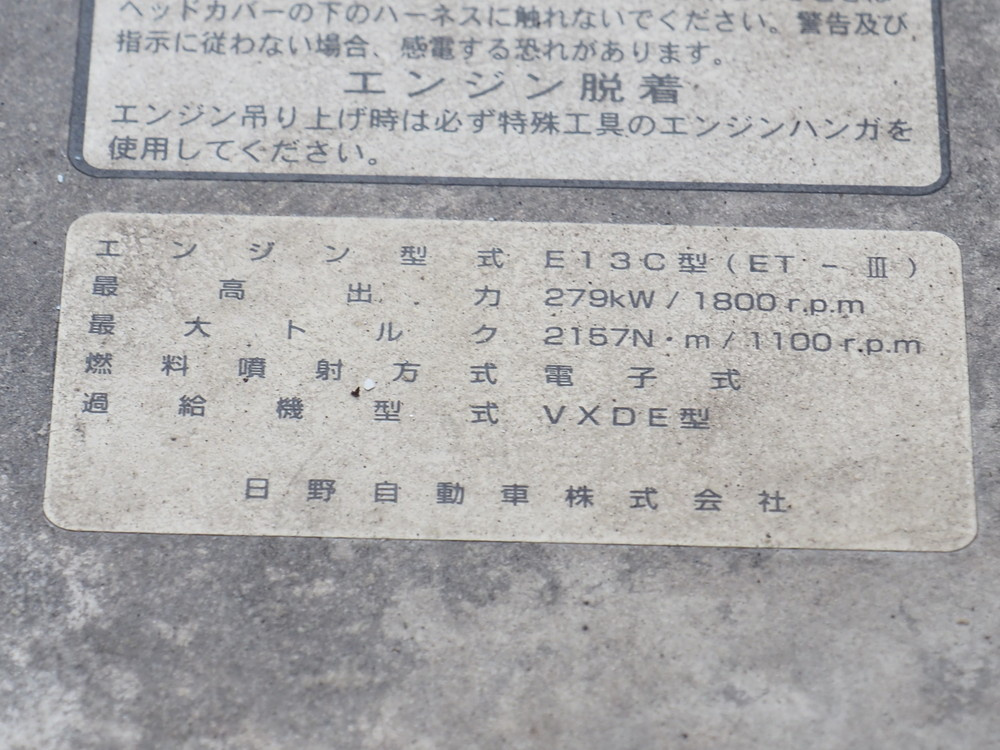 ヘッドカバーの下のハーネスに触れないでください。警告及び、
指示に従わない場合、感電する恐れがあります。
エンジン脱着
エンジン吊り上げ時は必ず特殊工具のエンジンハンガを
使用してください。
エンジン型式 E13C型(ET-Ⅲ)
最高出力 279kW/1800r.p.m
最大トルク 2157N・m/1100r.p.m
燃料噴射方式 電子式
過給機型式 VXDE型
日野自動車株式会社